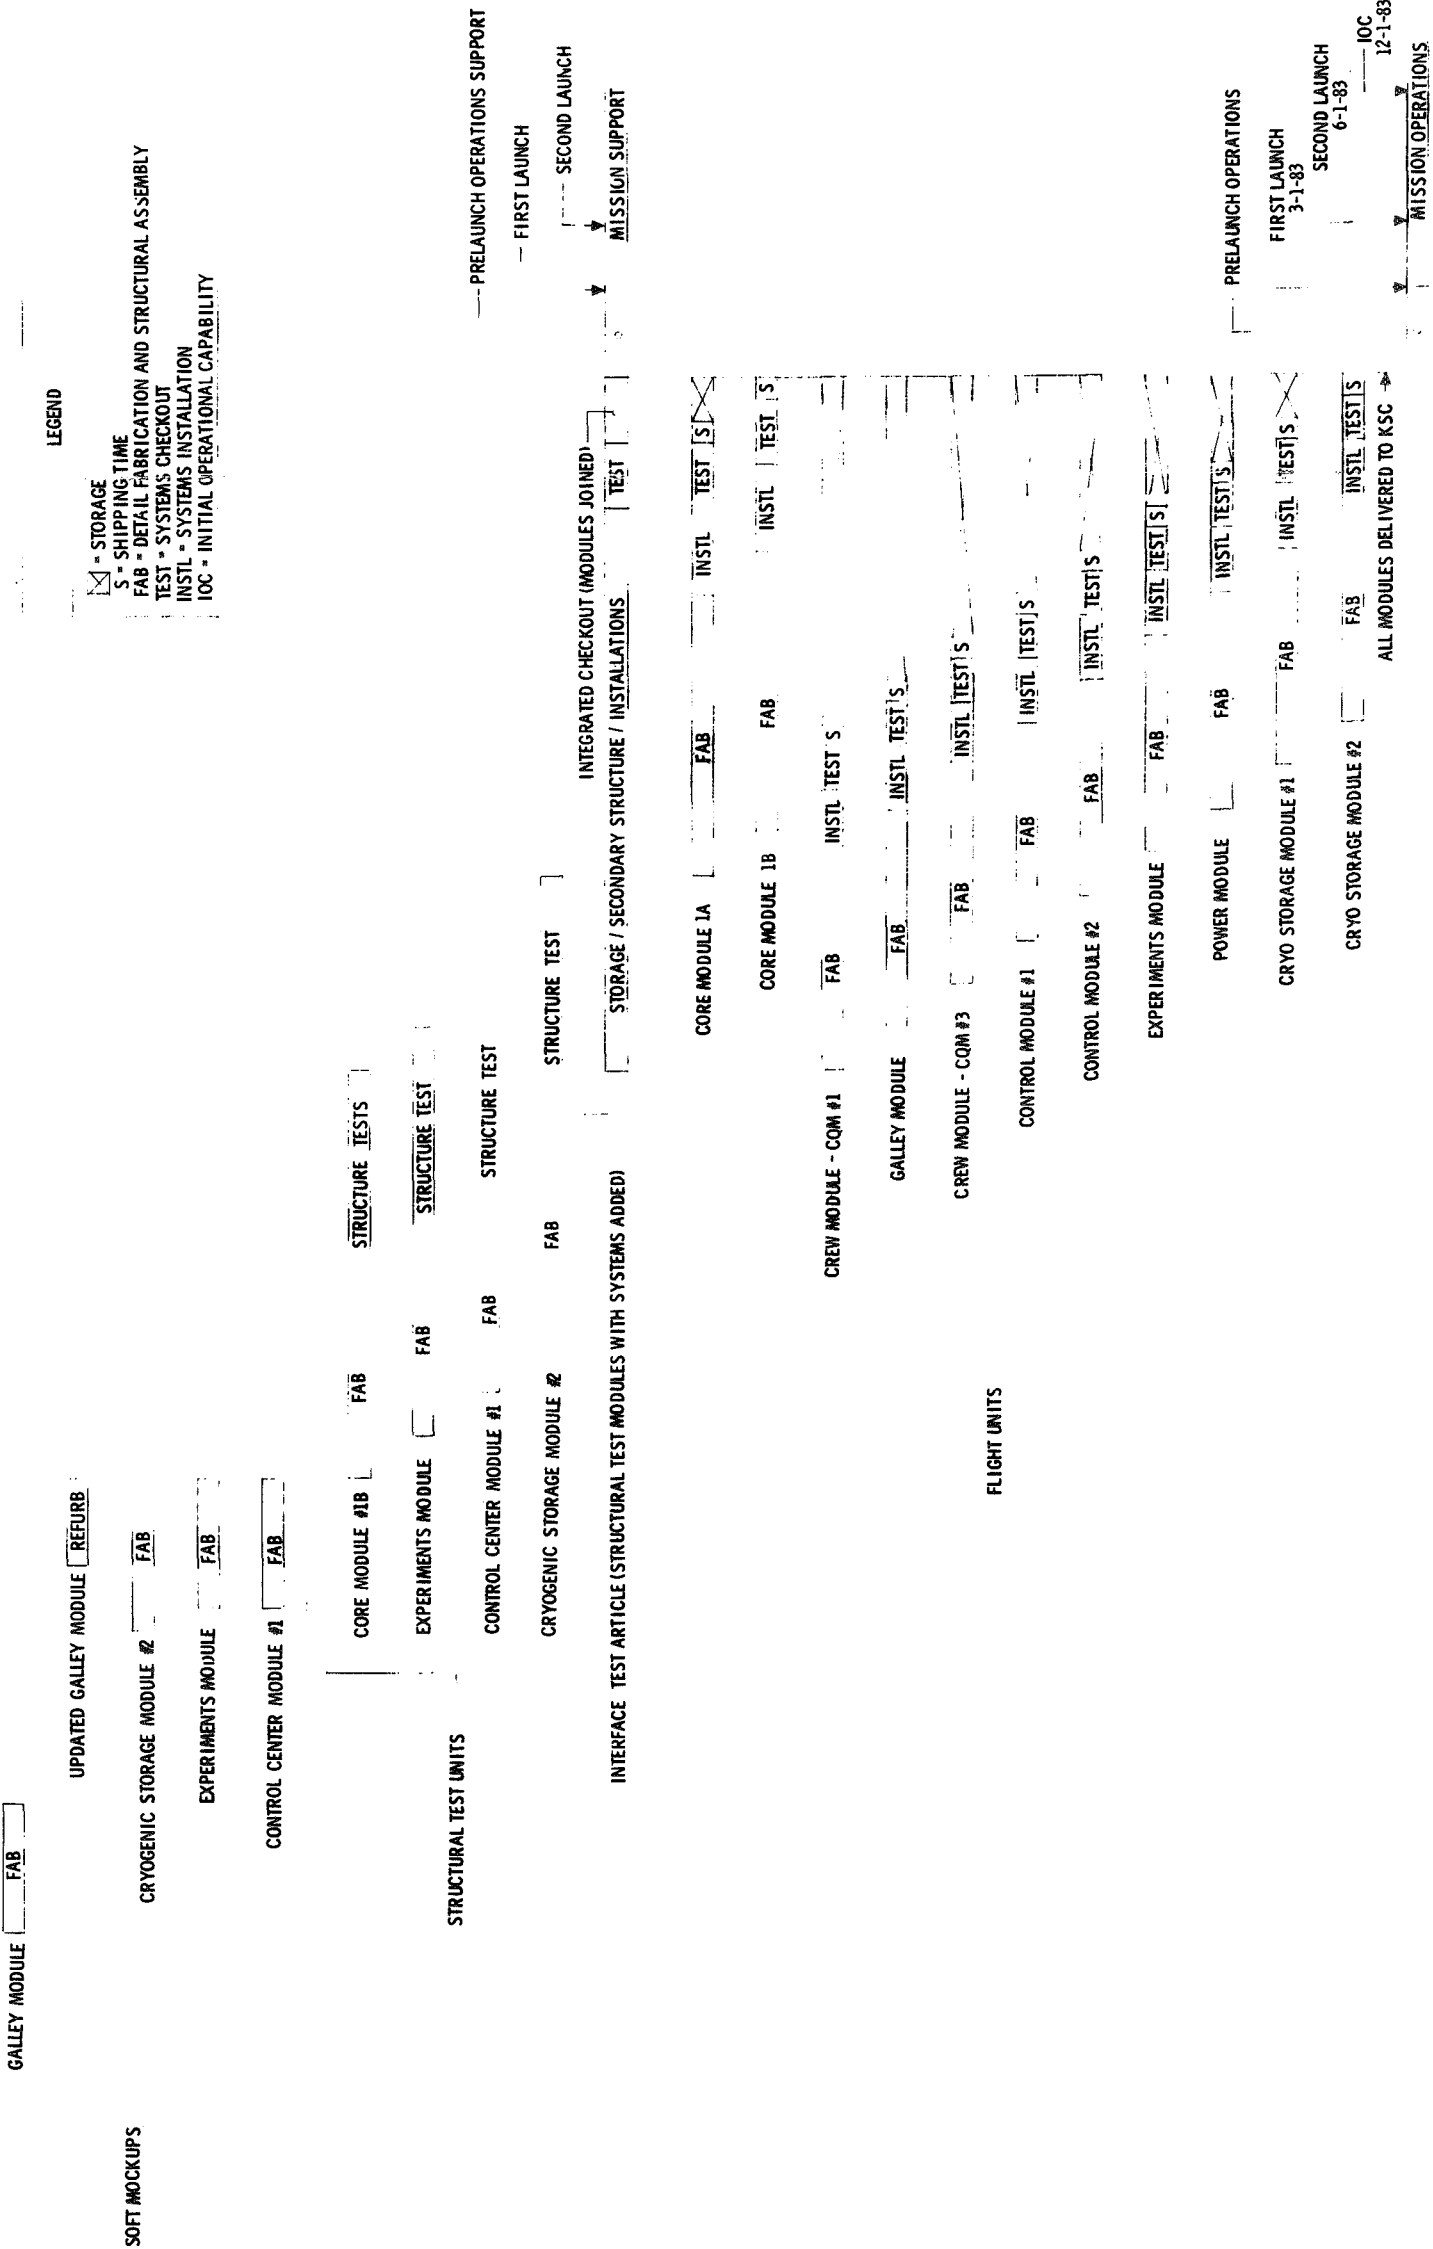 GALLEY MODULE FAB
SOFT MOCKUPS
UPDATED GALLEY MODULE REFURB
CRYOGENIC STORAGE MODULE #2 FAB
EXPERIMENTS MODULE FAB
CONTROL CENTER MODULE #1 FAB
LEGEND
= STORAGE
S = SHIPPING TIME
FAB = DETAIL FABRICATION AND STRUCTURAL ASSEMBLY
TEST = SYSTEMS CHECKOUT
INSTL = SYSTEMS INSTALLATION
IOC = INITIAL OPERATIONAL CAPABILITY
STRUCTURAL TEST UNITS
CORE MODULE #1B FAB STRUCTURE TESTS
EXPERIMENTS MODULE FAB STRUCTURE TEST
CONTROL CENTER MODULE #1 FAB STRUCTURE TEST
CRYOGENIC STORAGE MODULE #2 FAB STRUCTURE TEST
PRELAUNCH OPERATIONS SUPPORT
FIRST LAUNCH
SECOND LAUNCH
INTEGRATED CHECKOUT (MODULES JOINED)
INTERFACE TEST ARTICLE (STRUCTURAL TEST MODULES WITH SYSTEMS ADDED) STORAGE / SECONDARY STRUCTURE / INSTALLATIONS TEST MISSION SUPPORT
FLIGHT UNITS
CORE MODULE 1A FAB INSTL TEST S
CORE MODULE 1B FAB INSTL TEST S
CREW MODULE - CQM #1 FAB INSTL TEST S
GALLEY MODULE FAB INSTL TEST S
CREW MODULE - CQM #3 FAB INSTL TEST S
CONTROL MODULE #1 FAB INSTL TEST S
CONTROL MODULE #2 FAB INSTL TEST S
EXPERIMENTS MODULE FAB INSTL TEST S
POWER MODULE FAB INSTL TEST S
CRYO STORAGE MODULE #1 FAB INSTL TEST S
CRYO STORAGE MODULE #2 FAB INSTL TEST S
ALL MODULES DELIVERED TO KSC
PRELAUNCH OPERATIONS
FIRST LAUNCH
3-1-83
SECOND LAUNCH
6-1-83
IOC
12-1-83
MISSION OPERATIONS